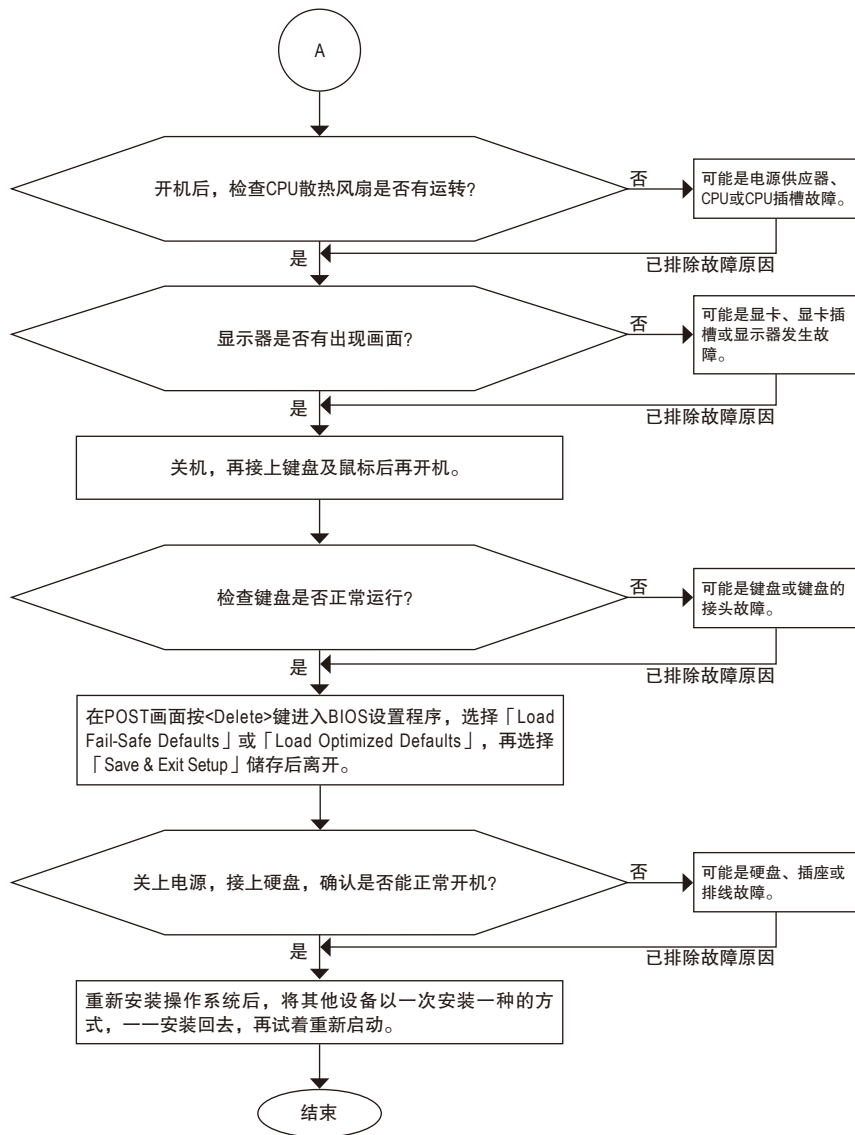 A
开机后，检查CPU散热风扇是否有运转?
否
可能是电源供应器、
CPU或CPU插槽故障。
是
已排除故障原因
显示器是否有出现画面?
否
可能是显卡、显卡插
槽或显示器发生故
障。
是
已排除故障原因
关机，再接上键盘及鼠标后再开机。
检查键盘是否正常运行?
否
可能是键盘或键盘的
接头故障。
是
已排除故障原因
在POST画面按<Delete>键进入BIOS设置程序，选择「Load
Fail-Safe Defaults」或「Load Optimized Defaults」，再选择
「Save & Exit Setup」储存后离开。
关上电源，接上硬盘，确认是否能正常开机?
否
可能是硬盘、插座或
排线故障。
是
已排除故障原因
重新安装操作系统后，将其他设备以一次安装一种的方
式，一一安装回去，再试着重新启动。
结束